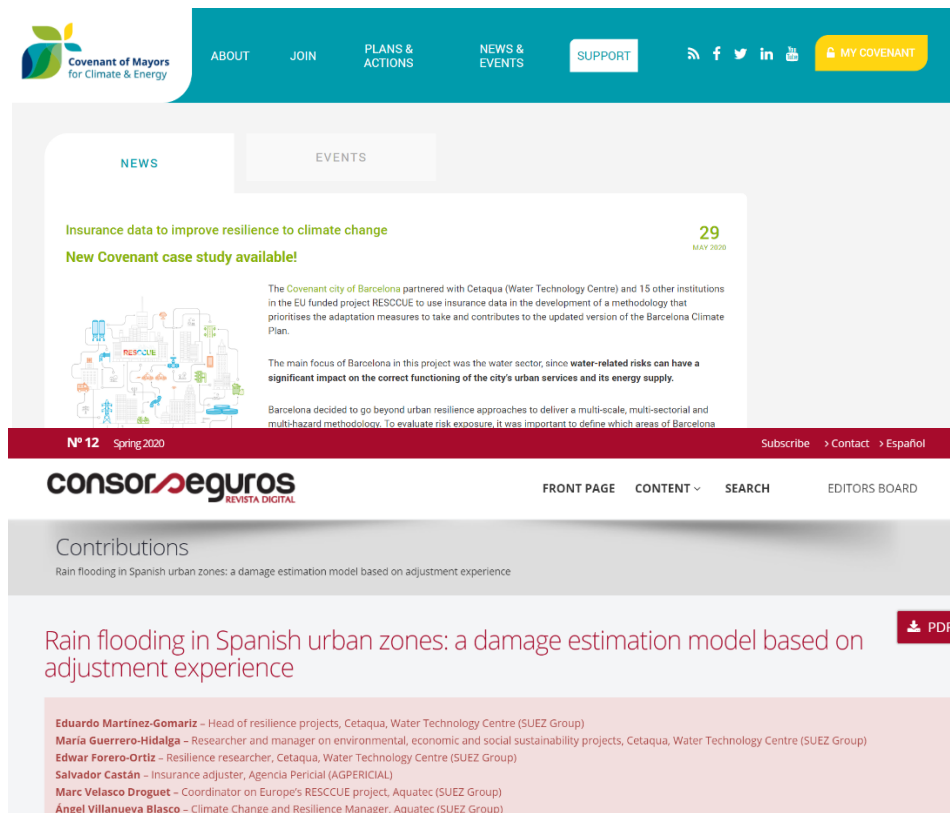 Covenant of Mayors
for Climate & Energy
ABOUT
JOIN
PLANS &
ACTIONS
NEWS &
EVENTS
SUPPORT
MY COVENANT
NEWS
EVENTS
Insurance data to improve resilience to climate change
29
MAY 2020
New Covenant case study available!
The Covenant city of Barcelona partnered with Cetaqua (Water Technology Centre) and 15 other institutions
in the EU funded project RESCCUE to use insurance data in the development of a methodology that
prioritises the adaptation measures to take and contributes to the updated version of the Barcelona Climate
Plan.
RESCCUE
The main focus of Barcelona in this project was the water sector, since water-related risks can have a
significant impact on the correct functioning of the city's urban services and its energy supply.
Barcelona decided to go beyond urban resilience approaches to deliver a multi-scale, multi-sectorial and
multi-hazard methodology. To evaluate risk exposure, it was important to define which areas of Barcelona
Nº 12 Spring 2020
Subscribe > Contact > Español
consorseguros
REVISTA DIGITAL
FRONT PAGE
CONTENT
SEARCH
EDITORS BOARD
Contributions
Rain flooding in Spanish urban zones: a damage estimation model based on adjustment experience
PDF
Rain flooding in Spanish urban zones: a damage estimation model based on
adjustment experience
Eduardo Martínez-Gomariz – Head of resilience projects, Cetaqua, Water Technology Centre (SUEZ Group)
María Guerrero-Hidalga – Researcher and manager on environmental, economic and social sustainability projects, Cetaqua, Water Technology Centre (SUEZ Group)
Edwar Forero-Ortiz – Resilience researcher, Cetaqua, Water Technology Centre (SUEZ Group)
Salvador Castán – Insurance adjuster, Agencia Pericial (AGPERICIAL)
Marc Velasco Droguet – Coordinator on Europe's RESCCUE project, Aquatec (SUEZ Group)
Ángel Villanueva Blasco – Climate Change and Resilience Manager, Aquatec (SUEZ Group)